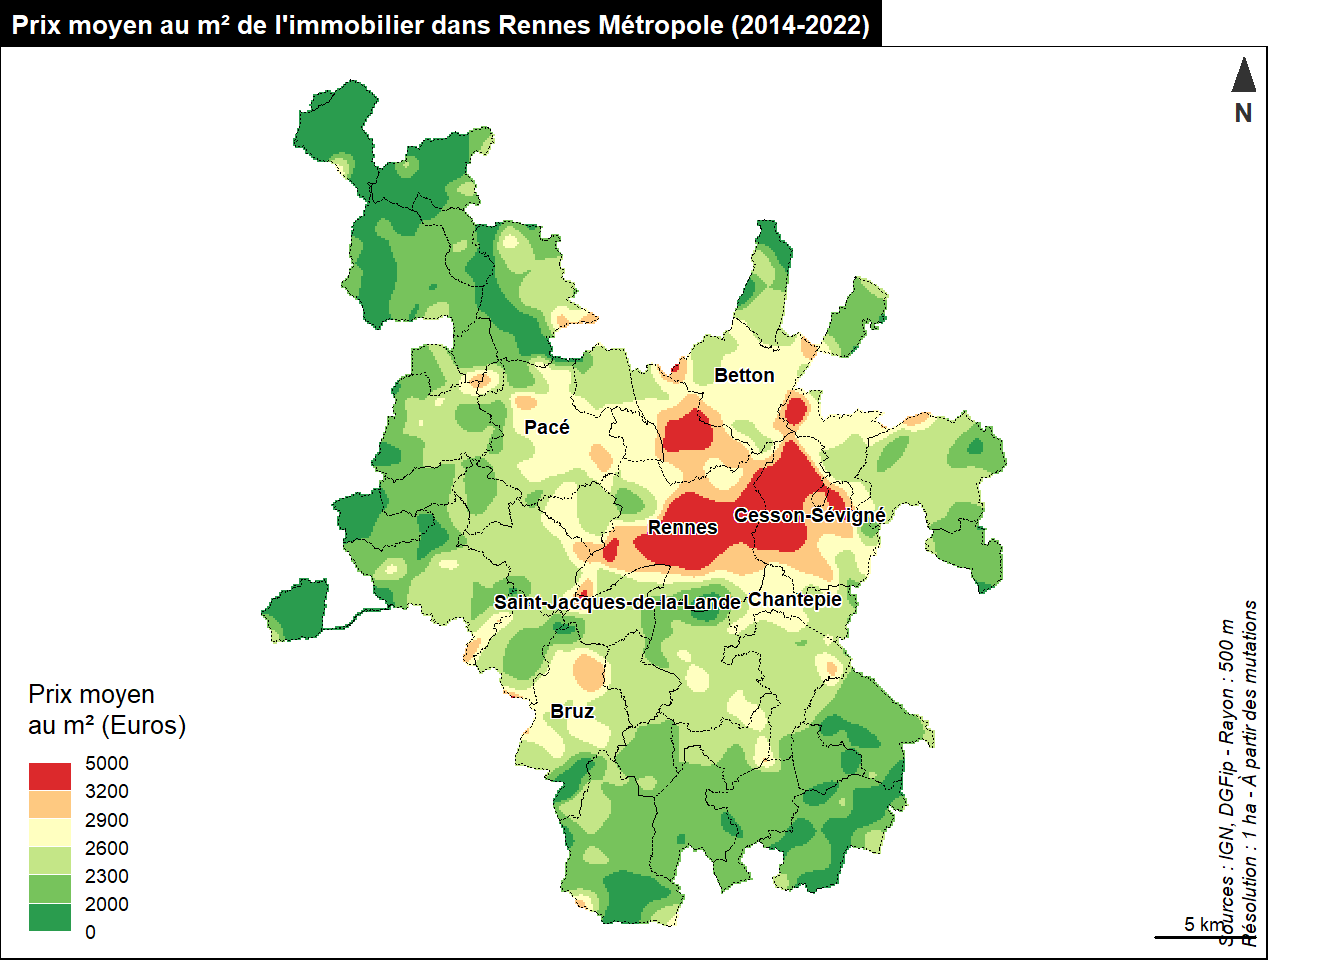 Prix moyen au m² de l'immobilier dans Rennes Métropole (2014-2022)
N
Betton
Pacé
Rennes
Cesson-Sévigné
Saint-Jacques-de-la-Lande
Chantepie
Bruz
Prix moyen
au m² (Euros)
5000
3200
2900
2600
2300
2000
0
5 km
Sources : IGN, DGFip - Rayon : 500 m
Résolution : 1 ha - À partir des mutations